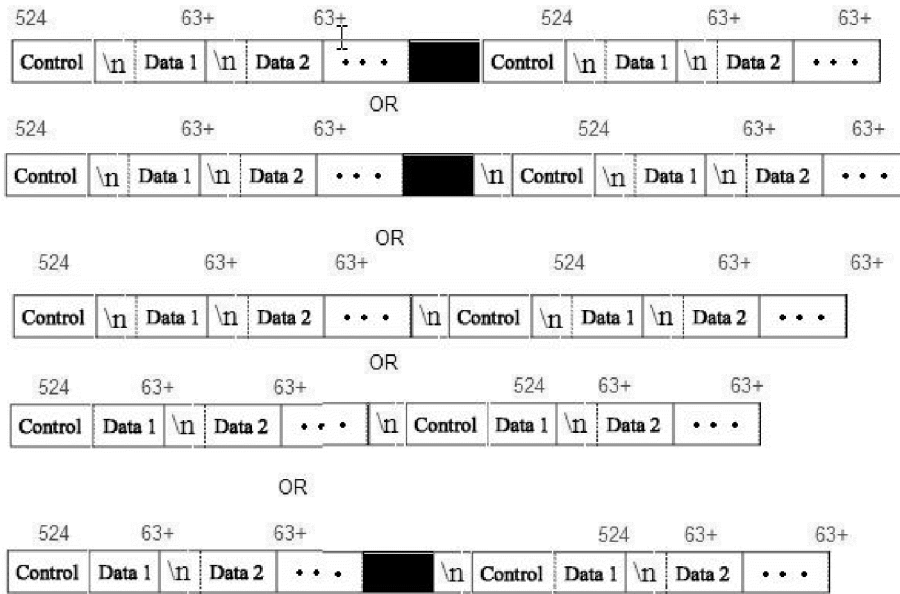 524 63+ 63+ 524 63+ 63+
Control \n Data 1 \n Data 2 • • • Control \n Data 1 \n Data 2 • • •
OR
524 63+ 63+ 524 63+ 63+
Control \n Data 1 \n Data 2 • • • \n Control \n Data 1 \n Data 2 • • •
OR
524 63+ 63+ 524 63+ 63+
Control \n Data 1 \n Data 2 • • • \n Control \n Data 1 \n Data 2 • • •
OR
524 63+ 63+ 524 63+ 63+
Control Data 1 \n Data 2 • • • \n Control Data 1 \n Data 2 • • •
OR
524 63+ 63+ 524 63+ 63+
Control Data 1 \n Data 2 • • • \n Control Data 1 \n Data 2 • • •